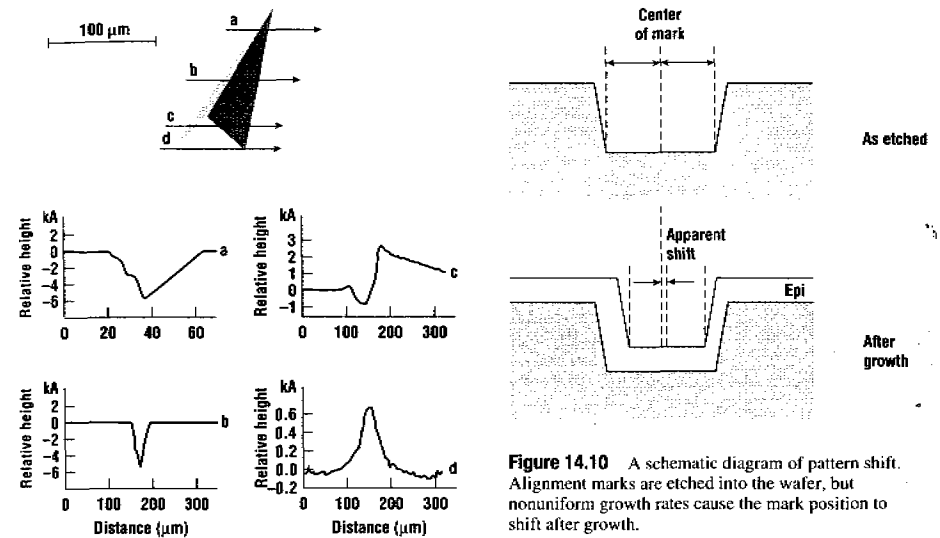 100 μm
a
b
c
d
kA
Relative height
2
0
−2
−4
−6
a
0
20
40
60
kA
Relative height
3
2
1
0
−1
c
0
100
200
300
kA
Relative height
2
0
−2
−4
−6
b
0
100
200
300
Distance (μm)
kA
Relative height
0.6
0.4
0.2
0.0
−0.2
d
0
100
200
300
Distance (μm)
Center
of mark
As etched
Apparent
shift
Epi
After
growth
Figure 14.10 A schematic diagram of pattern shift.
Alignment marks are etched into the wafer, but
nonuniform growth rates cause the mark position to
shift after growth.